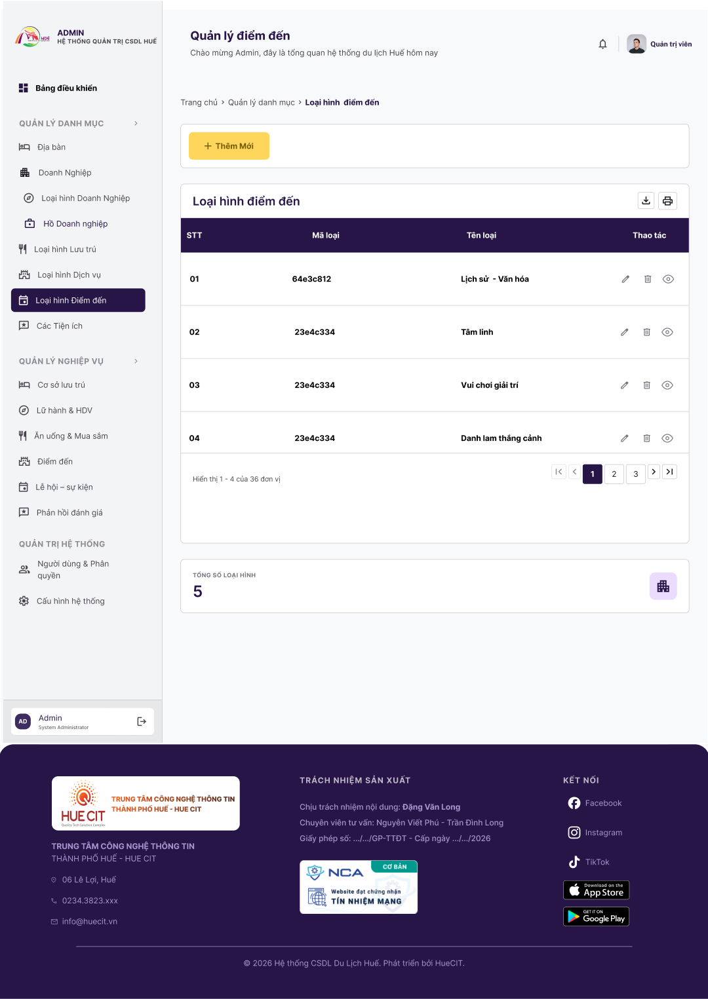 ADMIN
HỆ THỐNG QUẢN TRỊ CSDL HUẾ
Bảng điều khiển
QUẢN LÝ DANH MỤC
Địa bàn
Doanh Nghiệp
Loại hình Doanh Nghiệp
Hồ Doanh nghiệp
Loại hình Lưu trú
Loại hình Dịch vụ
Loại hình Điểm đến
Các Tiện ích
QUẢN LÝ NGHIỆP VỤ
Cơ sở lưu trú
Lữ hành & HDV
Ăn uống & Mua sắm
Điểm đến
Lễ hội – sự kiện
Phản hồi đánh giá
QUẢN TRỊ HỆ THỐNG
Người dùng & Phân
quyền
Cấu hình hệ thống
AD
Admin
System Administrator
Quản lý điểm đến
Chào mừng Admin, đây là tổng quan hệ thống du lịch Huế hôm nay
Quản trị viên
Trang chủ › Quản lý danh mục › Loại hình điểm đến
+ Thêm Mới
Loại hình điểm đến
STT Mã loại Tên loại Thao tác
01 64e3c812 Lịch sử - Văn hóa
02 23e4c334 Tâm linh
03 23e4c334 Vui chơi giải trí
04 23e4c334 Danh lam thắng cảnh
Hiển thị 1 - 4 của 36 đơn vị
1 2 3
TỔNG SỐ LOẠI HÌNH
5
HUE CIT
Quality Tech Solution Complex
TRUNG TÂM CÔNG NGHỆ THÔNG TIN
THÀNH PHỐ HUẾ - HUE CIT
TRUNG TÂM CÔNG NGHỆ THÔNG TIN
THÀNH PHỐ HUẾ - HUE CIT
06 Lê Lợi, Huế
0234.3823.xxx
info@huecit.vn
TRÁCH NHIỆM SẢN XUẤT
Chịu trách nhiệm nội dung: Đặng Văn Long
Chuyên viên tư vấn: Nguyễn Viết Phú - Trần Đình Long
Giấy phép số: .../.../GP-TTĐT - Cấp ngày .../.../2026
NCA
CƠ BẢN
Website đạt chứng nhận
TÍN NHIỆM MẠNG
KẾT NỐI
Facebook
Instagram
TikTok
Download on the
App Store
GET IT ON
Google Play
© 2026 Hệ thống CSDL Du Lịch Huế. Phát triển bởi HueCIT.